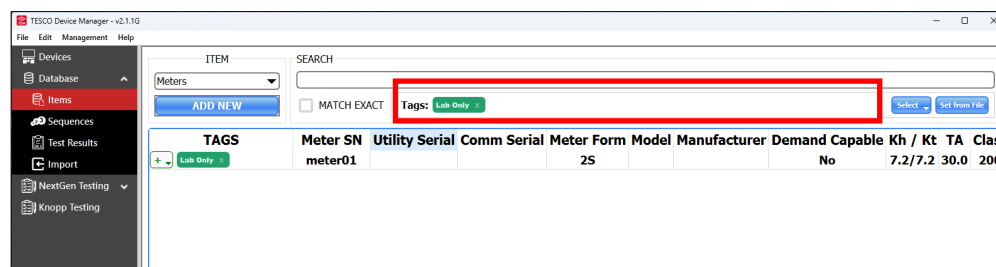 TESCO Device Manager - v2.1.1G
File Edit Management Help
Devices
Database
Items
Sequences
Test Results
Import
NextGen Testing
Knopp Testing
ITEM
Meters
ADD NEW
SEARCH
MATCH EXACT
Tags: Lab Only x
Select
Set from File
TAGS Meter SN Utility Serial Comm Serial Meter Form Model Manufacturer Demand Capable Kh / Kt TA Clas
+ Lab Only x meter01 2S No 7.2/7.2 30.0 200